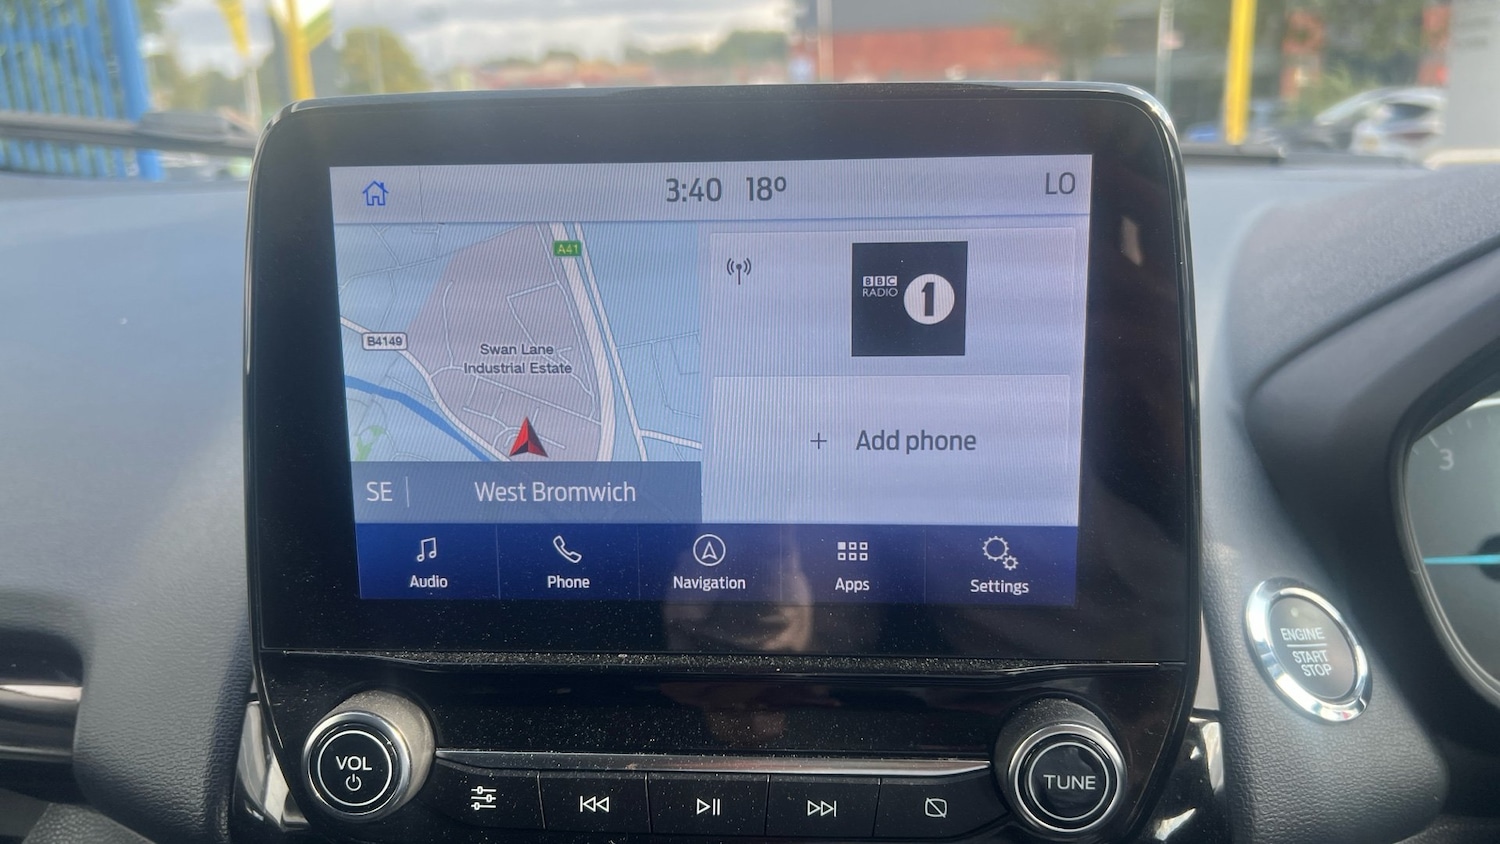 3:40 18º LO
A41
B4149
Swan Lane
Industrial Estate
BBC
RADIO
1
+ Add phone
SE West Bromwich
Audio Phone Navigation Apps Settings
3
ENGINE
START
STOP
VOL
TUNE